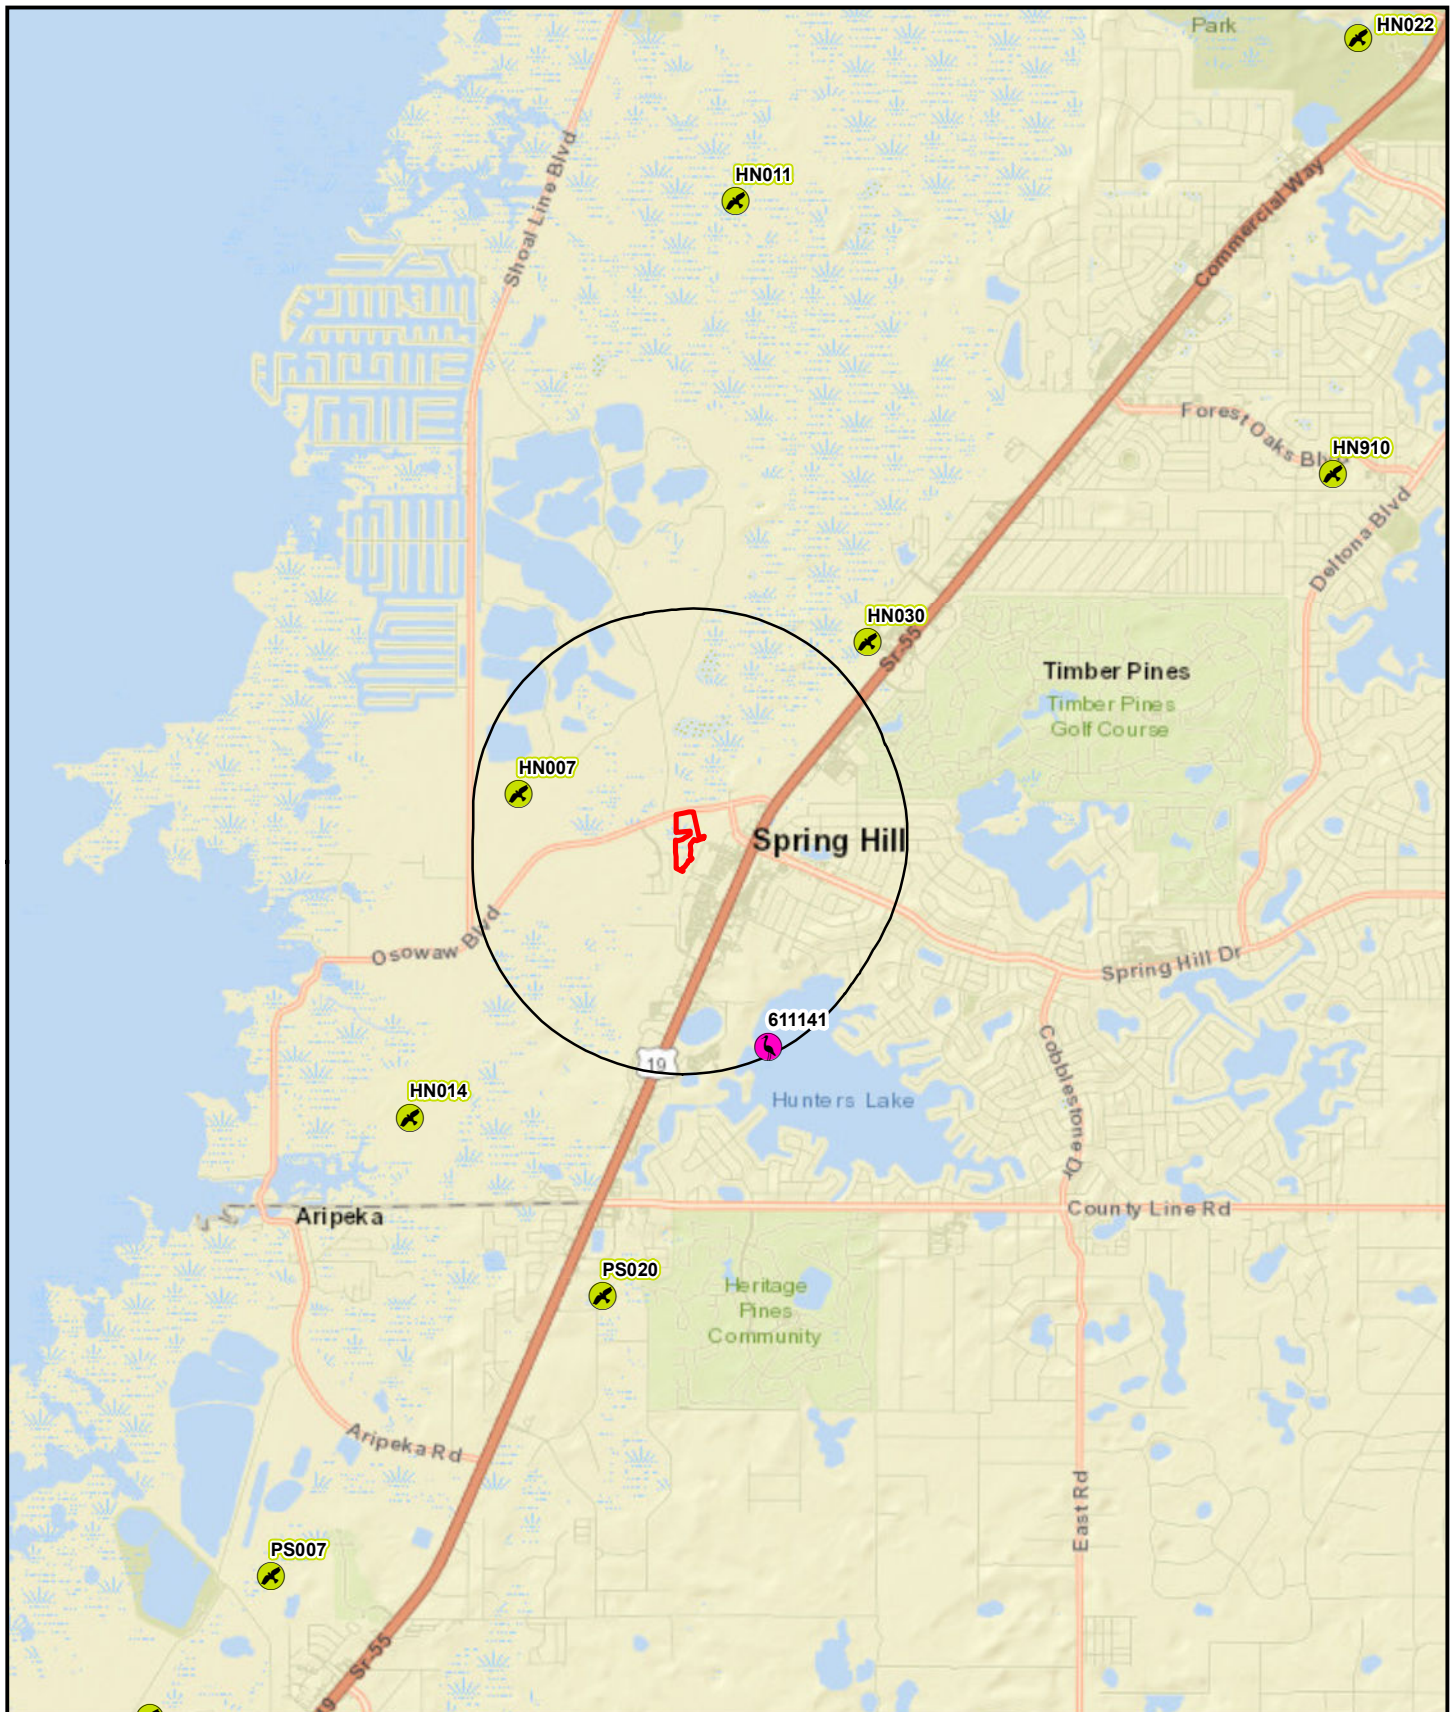 Park
HN022
Shoal Line Blvd
HN011
Commercial Way
Forest Oaks Blvd
HN910
Deltona Blvd
HN030
Sr-55
Timber Pines
Timber Pines
Golf Course
HN007
Spring Hill
Osowaw Blvd
Spring Hill Dr
611141
Cobblestone Dr
19
HN014
Hunters Lake
Aripeka
County Line Rd
PS020
Heritage
Pines
Community
Aripeka Rd
East Rd
PS007
Sr-55
19